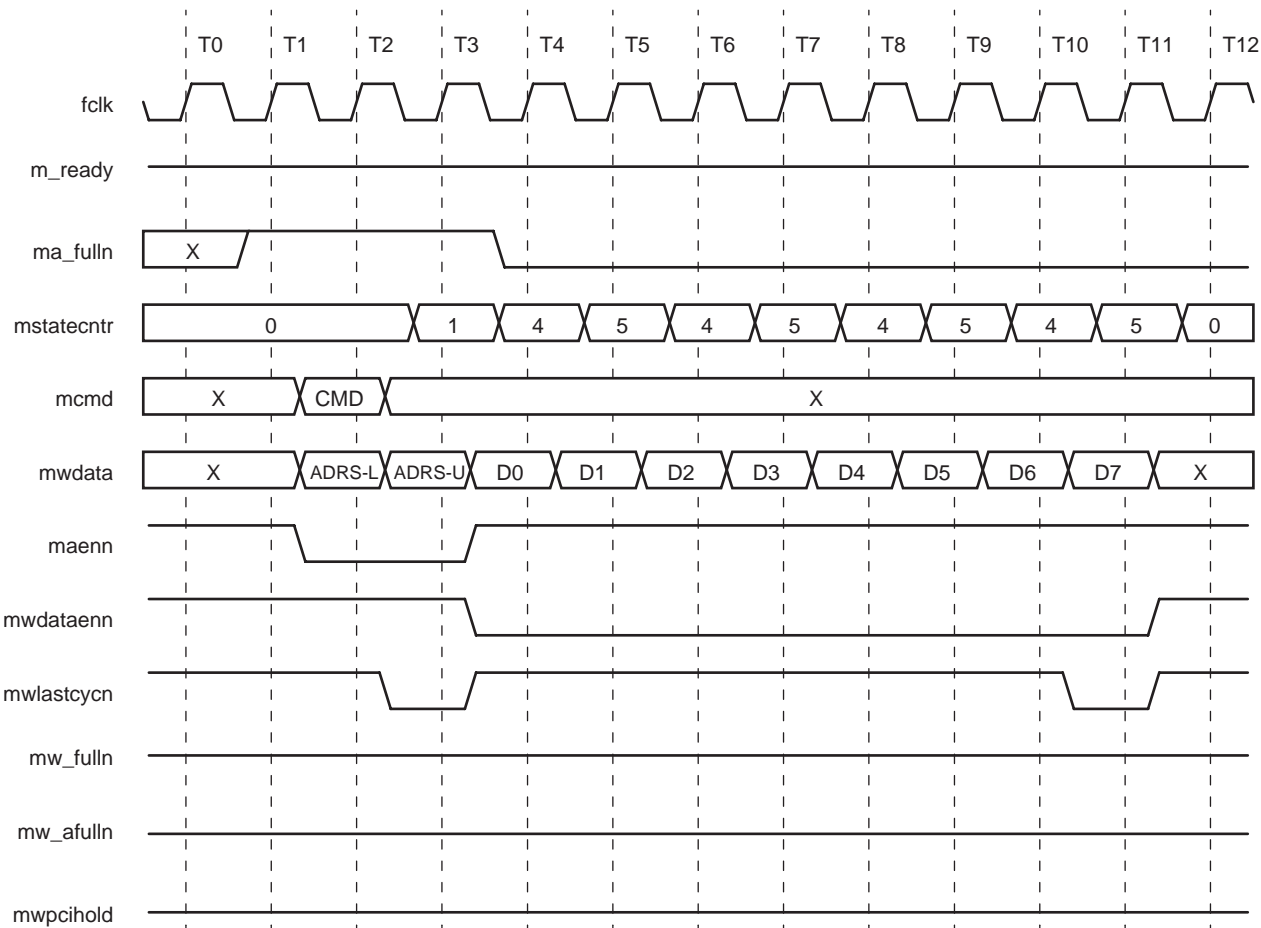 T0 T1 T2 T3 T4 T5 T6 T7 T8 T9 T10 T11 T12
fclk
m_ready
ma_fulln X
mstatecntr 0 1 4 5 4 5 4 5 4 5 0
mcmd X CMD X
mwdata X ADRS-L ADRS-U D0 D1 D2 D3 D4 D5 D6 D7 X
maenn
mwdataenn
mwlastcycn
mw_fulln
mw_afulln
mwpcihold